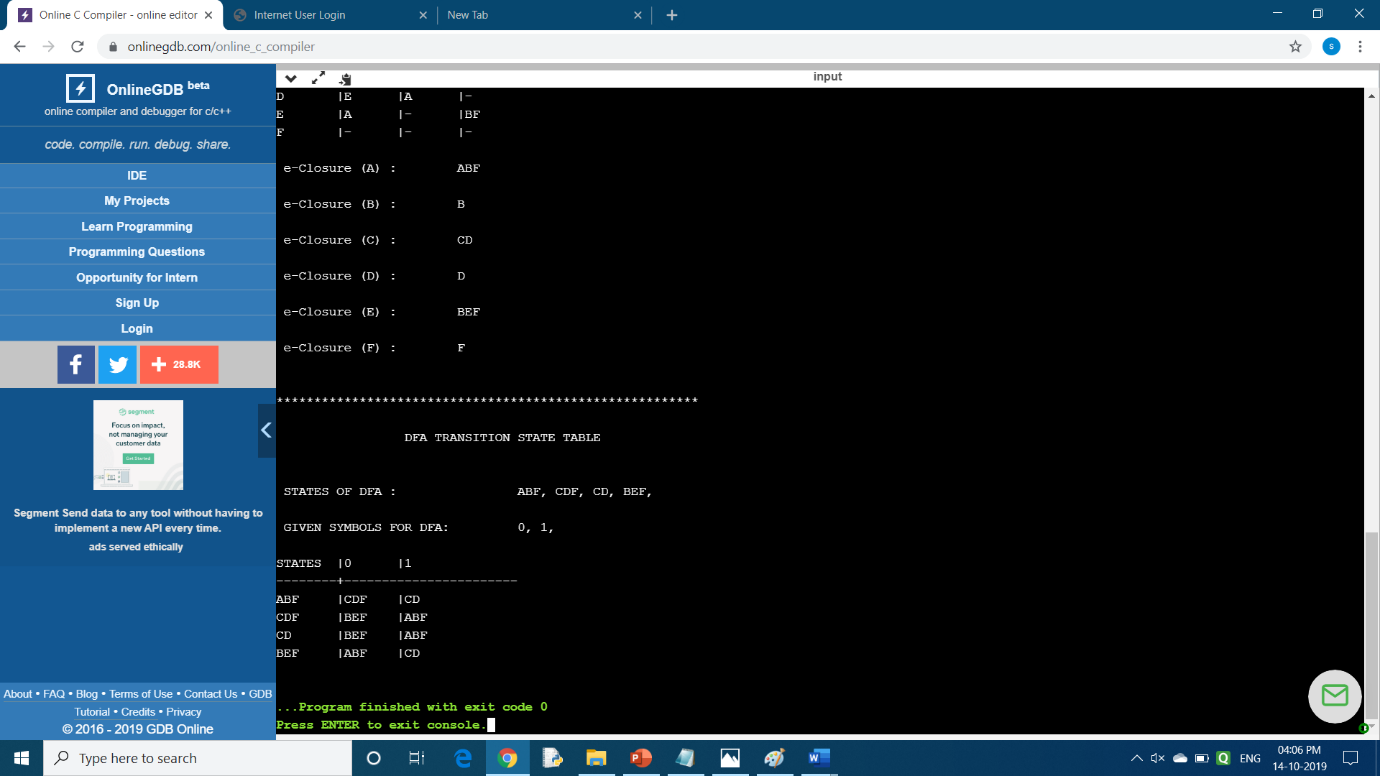 Online C Compiler - online editor
Internet User Login
New Tab
onlinegdb.com/online_c_compiler
S
OnlineGDB beta
online compiler and debugger for c/c++
code. compile. run. debug. share.
IDE
My Projects
Learn Programming
Programming Questions
Opportunity for Intern
Sign Up
Login
28.8K
segment
Focus on impact,
not managing your
customer data
Get Started
Segment Send data to any tool without having to
implement a new API every time.
ads served ethically
About • FAQ • Blog • Terms of Use • Contact Us • GDB
Tutorial • Credits • Privacy
© 2016 - 2019 GDB Online
input
D |E |A |-
E |A |- |BF
F |- |- |-
e-Closure (A) : ABF
e-Closure (B) : B
e-Closure (C) : CD
e-Closure (D) : D
e-Closure (E) : BEF
e-Closure (F) : F
********************************************************
DFA TRANSITION STATE TABLE
STATES OF DFA : ABF, CDF, CD, BEF,
GIVEN SYMBOLS FOR DFA: 0, 1,
STATES |0 |1
--------+-----------------------
ABF |CDF |CD
CDF |BEF |ABF
CD |BEF |ABF
BEF |ABF |CD
...Program finished with exit code 0
Press ENTER to exit console.
Type here to search
ENG
04:06 PM
14-10-2019